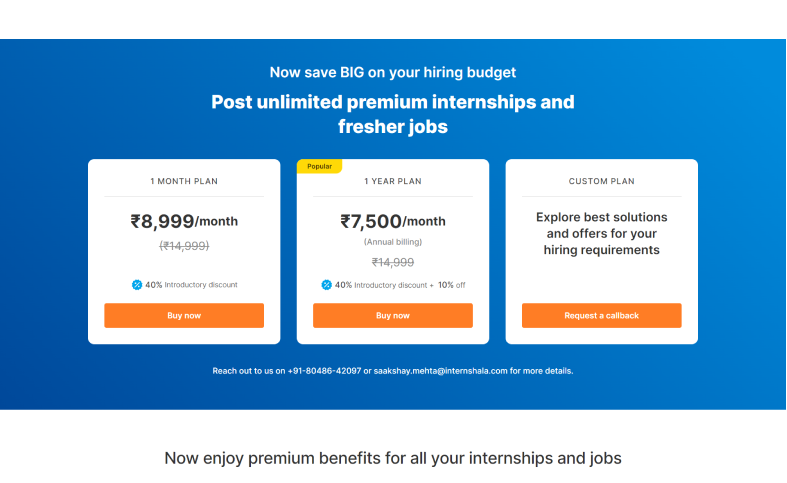 Now save BIG on your hiring budget
Post unlimited premium internships and
fresher jobs
1 MONTH PLAN
₹8,999/month
(₹14,999)
40% Introductory discount
Buy now
Popular
1 YEAR PLAN
₹7,500/month
(Annual billing)
₹14,999
40% Introductory discount + 10% off
Buy now
CUSTOM PLAN
Explore best solutions
and offers for your
hiring requirements
Request a callback
Reach out to us on +91-80486-42097 or saakshay.mehta@internshala.com for more details.
Now enjoy premium benefits for all your internships and jobs